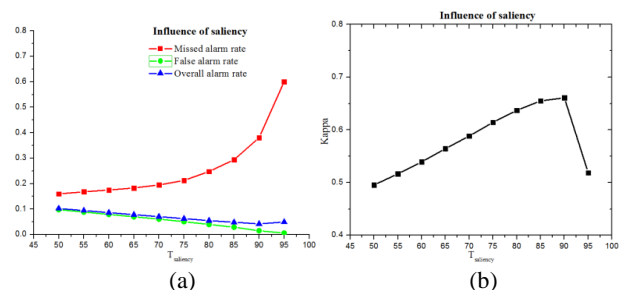 Influence of saliency
Missed alarm rate
False alarm rate
Overall alarm rate
0.8
0.7
0.6
0.5
0.4
0.3
0.2
0.1
0.0
45 50 55 60 65 70 75 80 85 90 95 100
T saliency
(a)
Influence of saliency
Kappa
0.8
0.7
0.6
0.5
0.4
45 50 55 60 65 70 75 80 85 90 95 100
T saliency
(b)